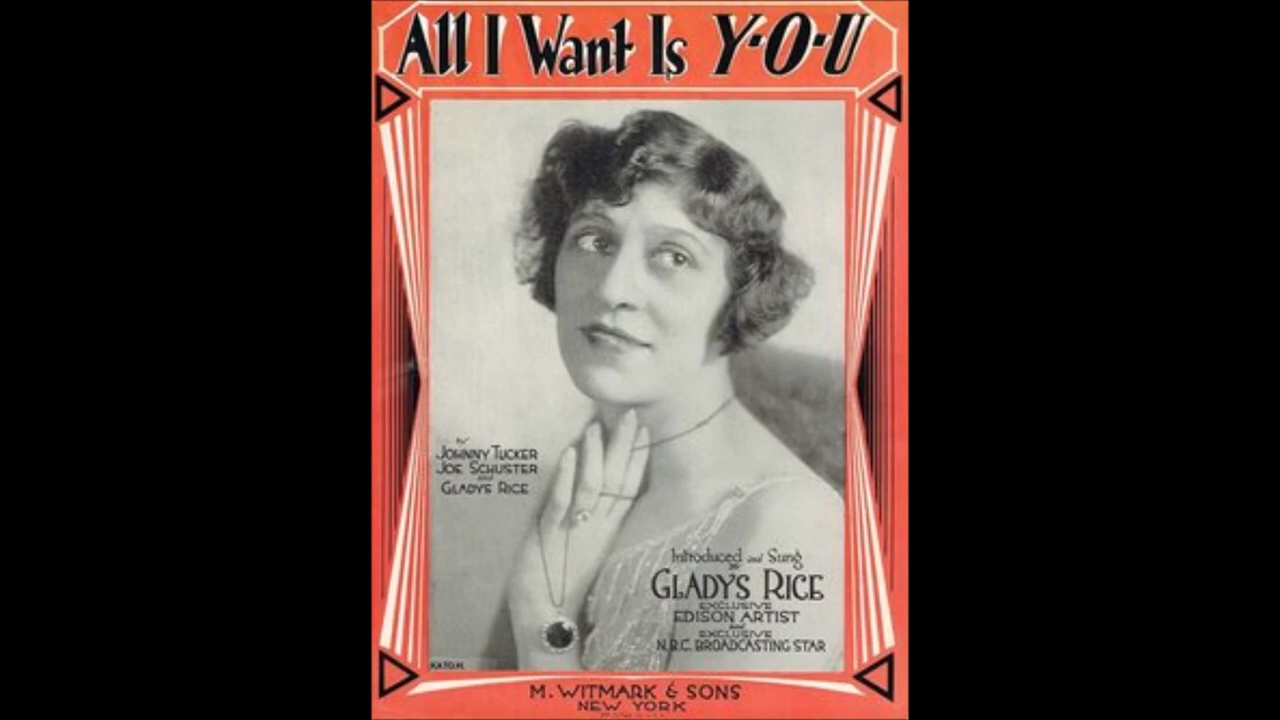 All I Want Is Y-O-U
by
JOHNNY TUCKER
JOE SCHUSTER
and
GLADYS RICE
Introduced and Sung
by
GLADYS RICE
EXCLUSIVE
EDISON ARTIST
and
EXCLUSIVE
N.B.C. BROADCASTING STAR
KATOH.
M. WITMARK & SONS
NEW YORK